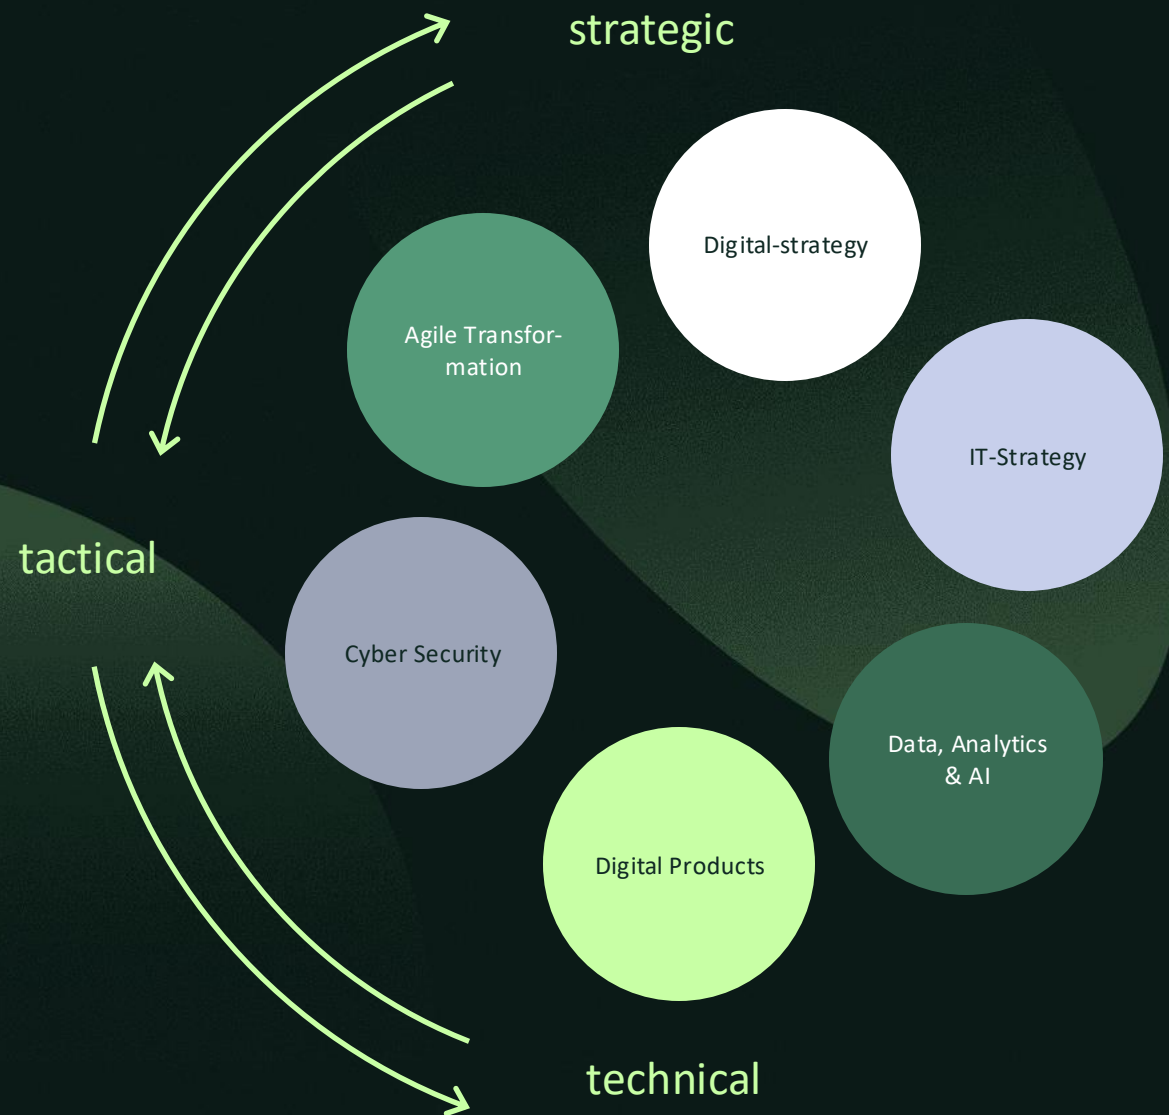 strategic
Digital-strategy
Agile Transfor-
mation
IT-Strategy
tactical
Cyber Security
Data, Analytics
& AI
Digital Products
technical